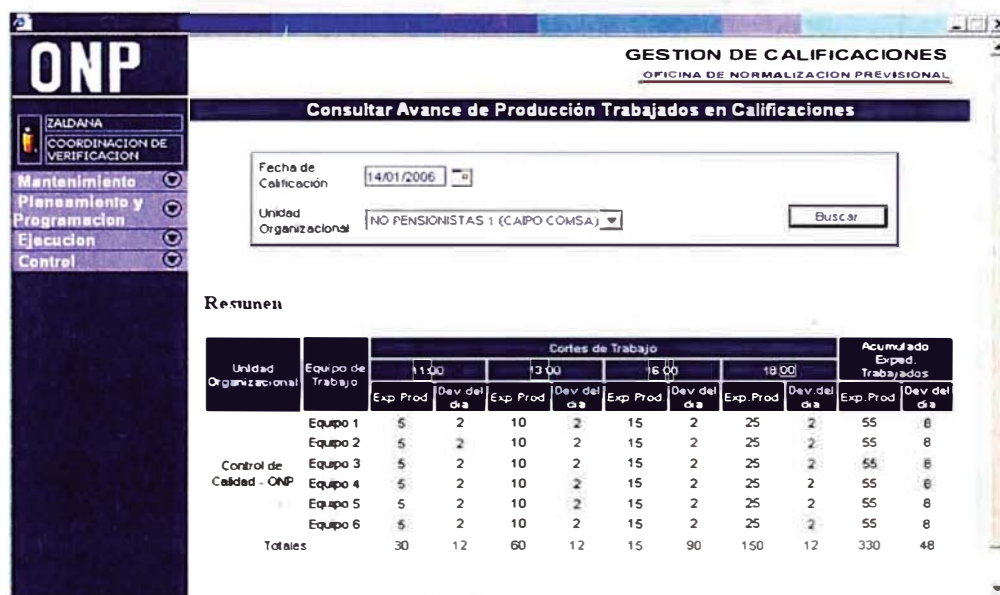 ONP
GESTION DE CALIFICACIONES
OFICINA DE NORMALIZACION PREVISIONAL
Consultar Avance de Producción Trabajados en Calificaciones
ZALDANA
COORDINACION DE
VERIFICACION
Mantenimiento
Planeamiento y
Programacion
Ejecucion
Control
Fecha de
Calificación
14/01/2006
Unidad
Organizacional
NO PENSIONISTAS 1 (CAIPO COMSA)
Buscar
Resumen
Unidad
Organizacional
Equipo de
Trabajo
Cortes de Trabajo
Acumulado
Exped.
Trabajados
11:00 13:00 16:00 18:00
Exp Prod Dev del dia Exp Prod Dev del dia Exp Prod Dev del dia Exp.Prod Dev.del dia Exp.Prod Dev del dia
Equipo 1 5 2 10 2 15 2 25 2 55 8
Equipo 2 5 2 10 2 15 2 25 2 55 8
Control de
Calidad - ONP
Equipo 3 5 2 10 2 15 2 25 2 55 8
Equipo 4 5 2 10 2 15 2 25 2 55 8
Equipo 5 5 2 10 2 15 2 25 2 55 8
Equipo 6 5 2 10 2 15 2 25 2 55 8
Totales 30 12 60 12 15 90 150 12 330 48